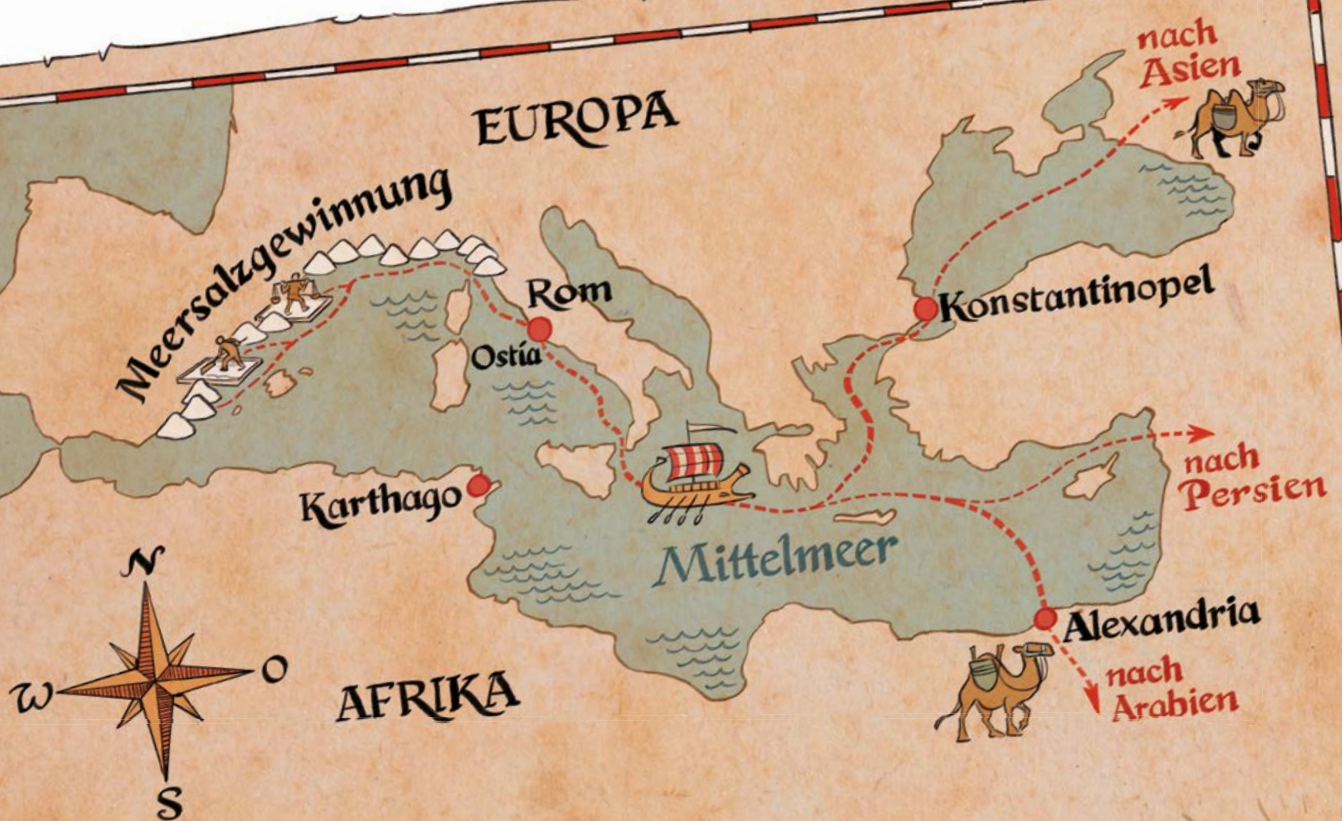 nach
Asien
EUROPA
Meersalzgewinnung
Rom
Konstantinopel
Ostia
nach
Persien
Karthago
Mittelmeer
N
Alexandria
O
W
AFRIKA
nach
Arabien
S